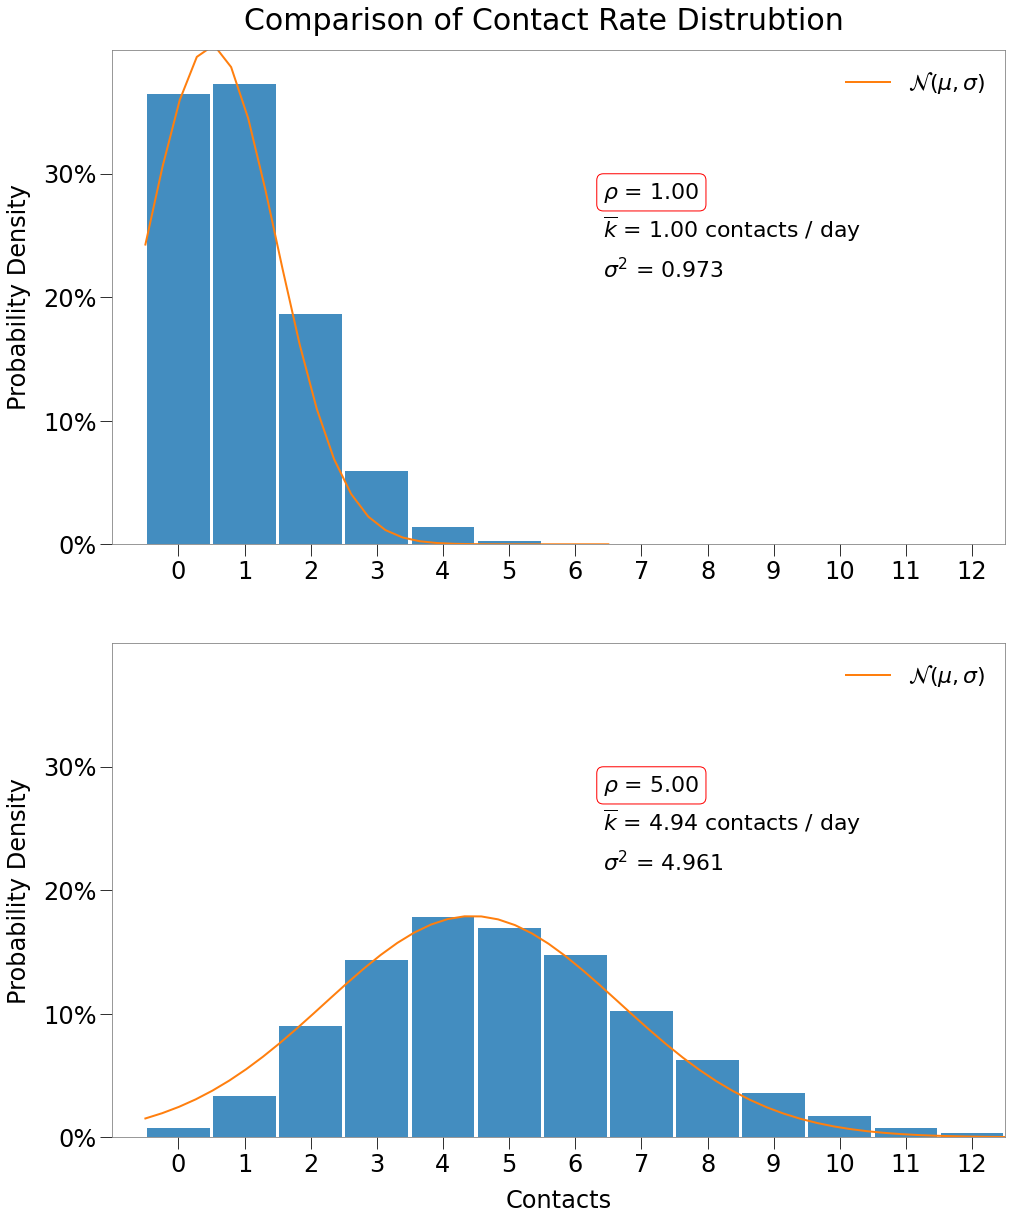 Comparison of Contact Rate Distrubtion
Probability Density
30%
20%
10%
0%
𝒩(μ, σ)
ρ = 1.00
k̅ = 1.00 contacts / day
σ² = 0.973
0 1 2 3 4 5 6 7 8 9 10 11 12
Probability Density
30%
20%
10%
0%
𝒩(μ, σ)
ρ = 5.00
k̅ = 4.94 contacts / day
σ² = 4.961
0 1 2 3 4 5 6 7 8 9 10 11 12
Contacts